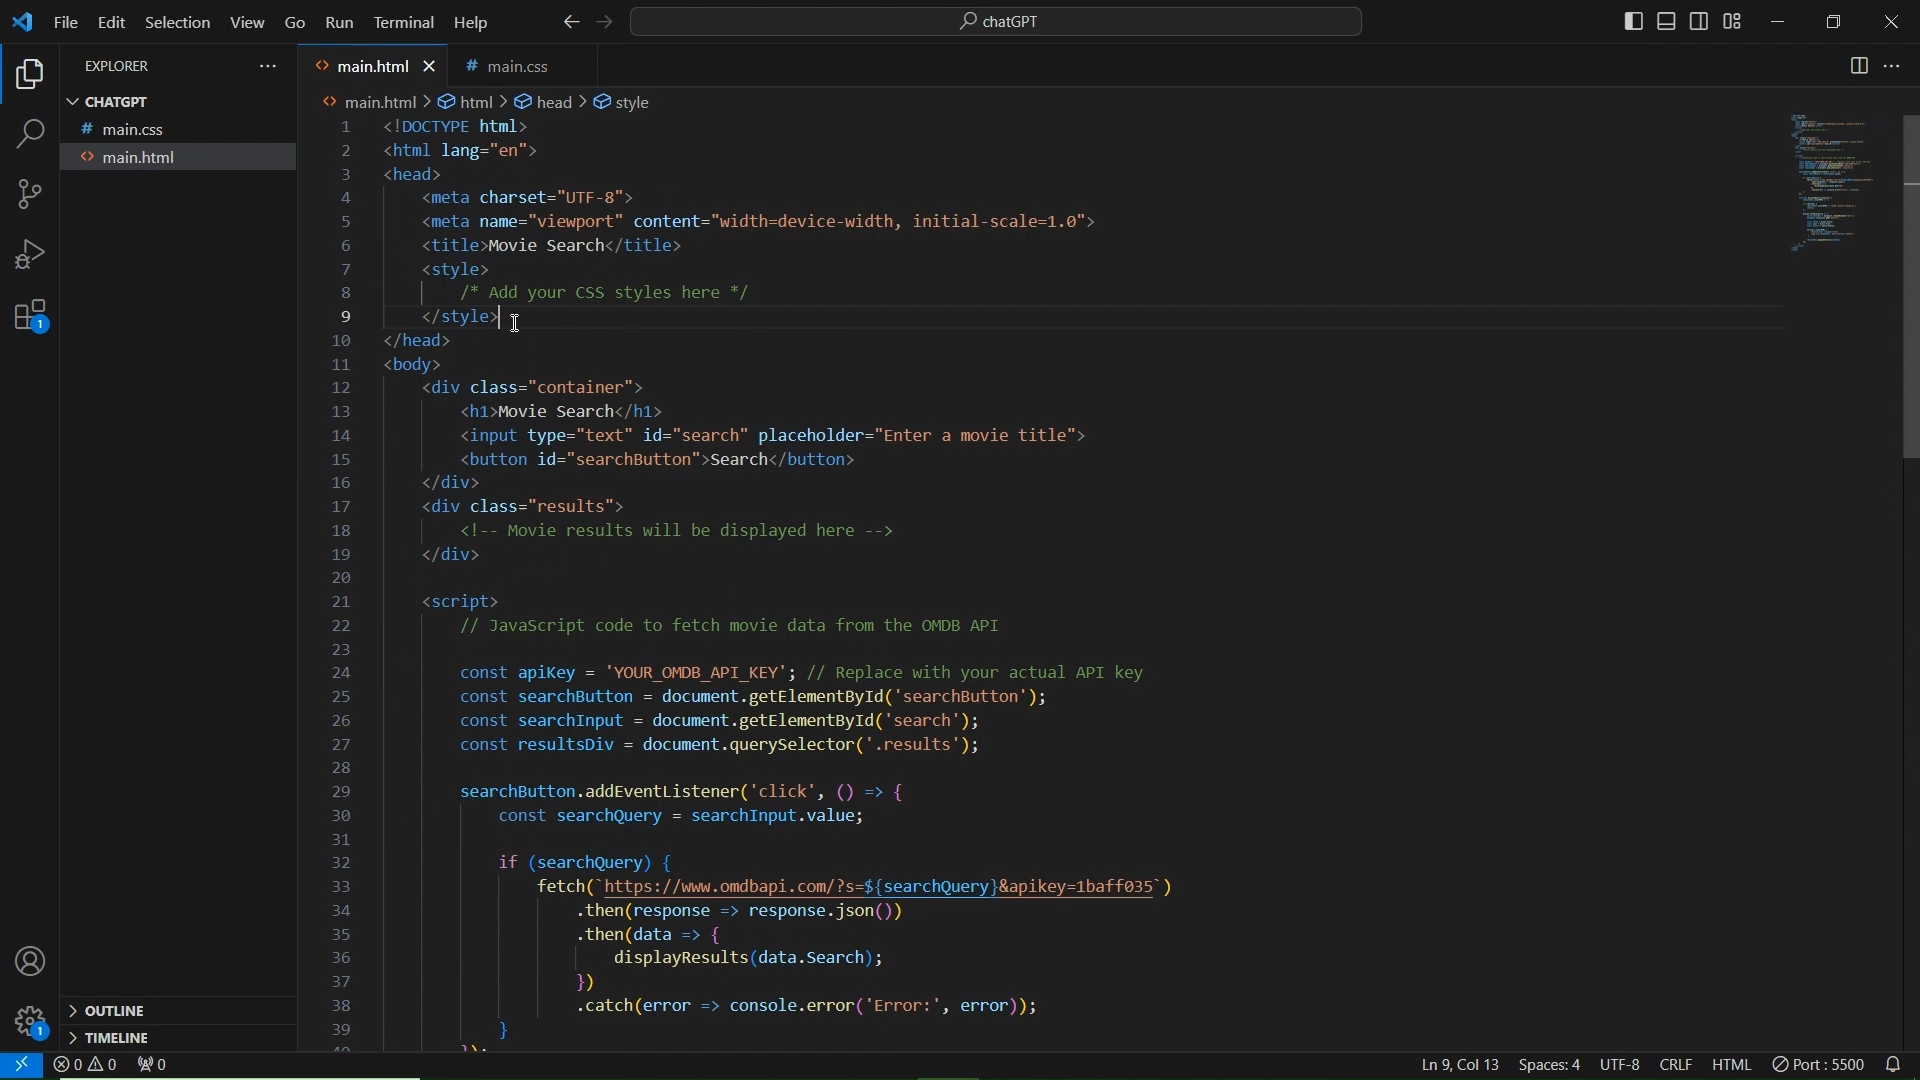 File Edit Selection View Go Run Terminal Help
chatGPT
EXPLORER
main.html
# main.css
CHATGPT
# main.css
main.html
main.html > html > head > style
1 <!DOCTYPE html>
2 <html lang="en">
3 <head>
4 <meta charset="UTF-8">
5 <meta name="viewport" content="width=device-width, initial-scale=1.0">
6 <title>Movie Search</title>
7 <style>
8 /* Add your CSS styles here */
9 </style>
10 </head>
11 <body>
12 <div class="container">
13 <h1>Movie Search</h1>
14 <input type="text" id="search" placeholder="Enter a movie title">
15 <button id="searchButton">Search</button>
16 </div>
17 <div class="results">
18 <!-- Movie results will be displayed here -->
19 </div>
20
21 <script>
22 // JavaScript code to fetch movie data from the OMDB API
23
24 const apiKey = 'YOUR_OMDB_API_KEY'; // Replace with your actual API key
25 const searchButton = document.getElementById('searchButton');
26 const searchInput = document.getElementById('search');
27 const resultsDiv = document.querySelector('.results');
28
29 searchButton.addEventListener('click', () => {
30 const searchQuery = searchInput.value;
31
32 if (searchQuery) {
33 fetch(`https://www.omdbapi.com/?s=${searchQuery}&apikey=1baff035`)
34 .then(response => response.json())
35 .then(data => {
36 displayResults(data.Search);
37 })
38 .catch(error => console.error('Error:', error));
39 }
1
1
OUTLINE
TIMELINE
0 0 0
Ln 9, Col 13 Spaces: 4 UTF-8 CRLF HTML Port : 5500